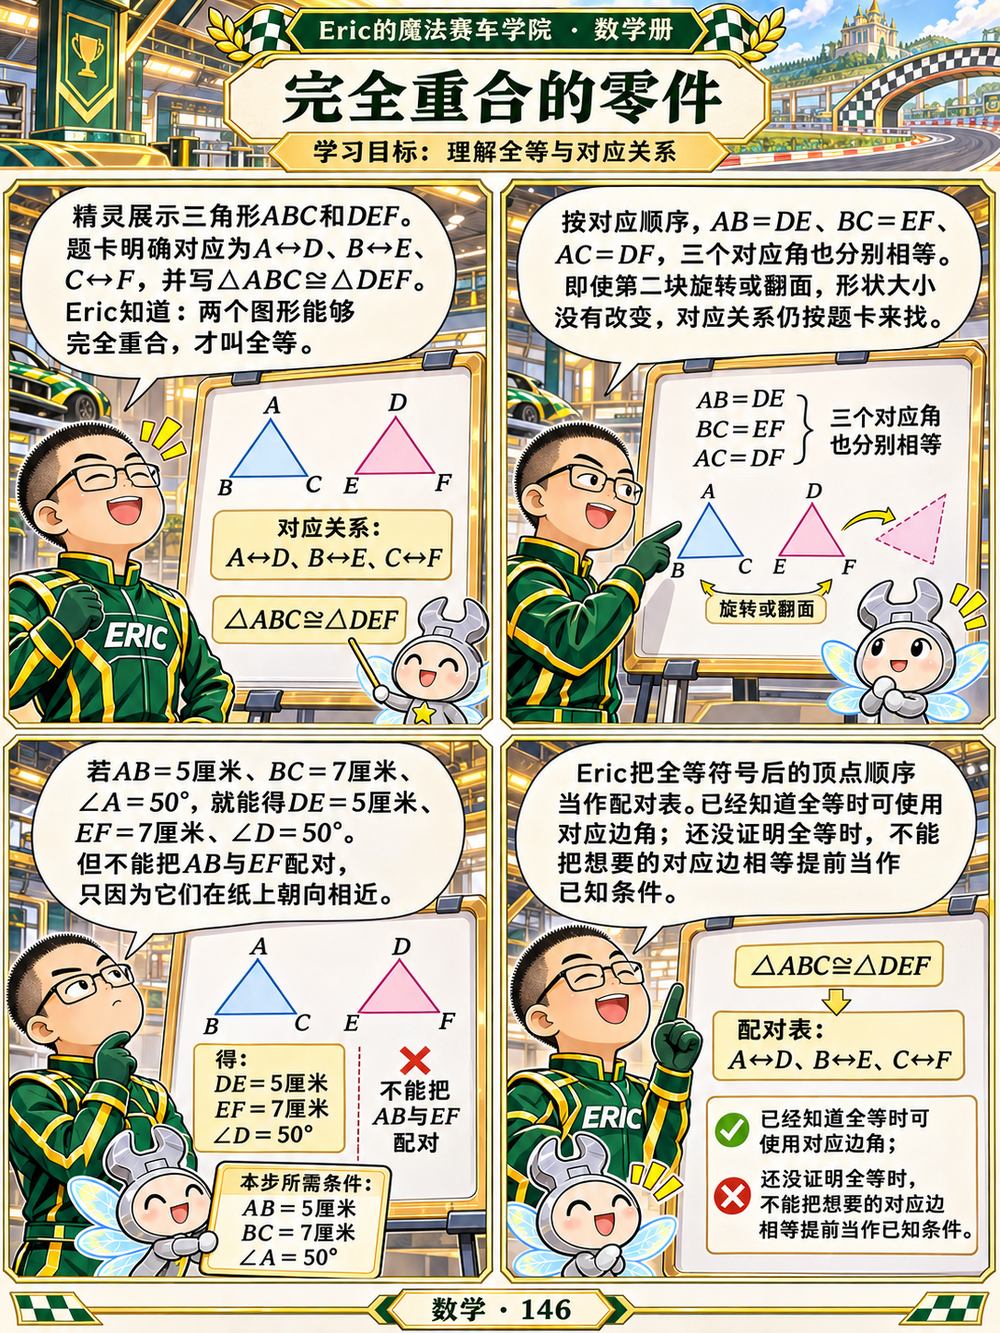 Eric的魔法赛车学院 · 数学册
完全重合的零件
学习目标：理解全等与对应关系
精灵展示三角形ABC和DEF。
题卡明确对应为A↔D、B↔E、
C↔F，并写△ABC≅△DEF。
Eric知道：两个图形能够
完全重合，才叫全等。
A
D
B
C
E
F
对应关系：
A↔D、B↔E、C↔F
△ABC≅△DEF
ERIC
按对应顺序，AB=DE、BC=EF、
AC=DF，三个对应角也分别相等。
即使第二块旋转或翻面，形状大小
没有改变，对应关系仍按题卡来找。
AB=DE
BC=EF
AC=DF
三个对应角
也分别相等
A
D
B
C
E
F
旋转或翻面
若AB=5厘米、BC=7厘米、
∠A=50°，就能得DE=5厘米、
EF=7厘米、∠D=50°。
但不能把AB与EF配对，
只因为它们在纸上朝向相近。
A
D
B
C
E
F
得：
DE=5厘米
EF=7厘米
∠D=50°
不能把
AB与EF
配对
本步所需条件：
AB=5厘米
BC=7厘米
∠A=50°
Eric把全等符号后的顶点顺序
当作配对表。已经知道全等时可使用
对应边角；还没证明全等时，不能
把想要的对应边相等提前当作
已知条件。
△ABC≅△DEF
配对表：
A↔D、B↔E、C↔F
ERIC
已经知道全等时可
使用对应边角；
还没证明全等时，
不能把想要的对应边
相等提前当作已知条件。
数学 · 146